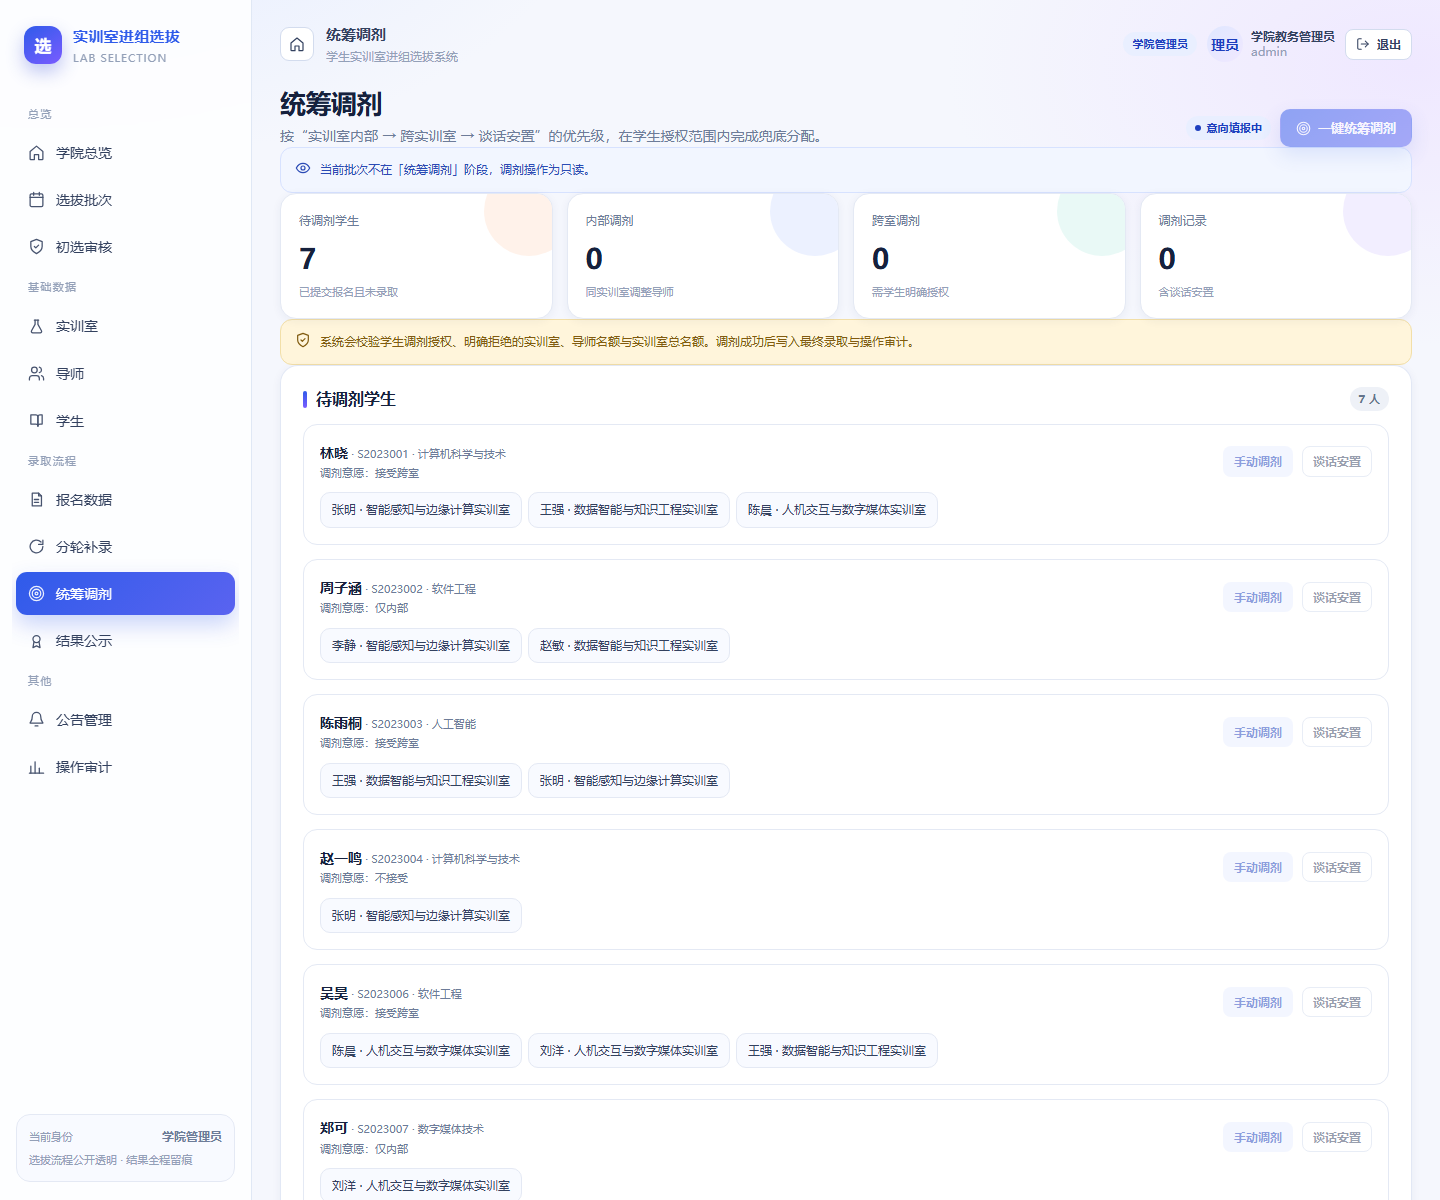 选
实训室进组选拔
LAB SELECTION
总览
学院总览
选拔批次
初选审核
基础数据
实训室
导师
学生
录取流程
报名数据
分轮补录
统筹调剂
结果公示
其他
公告管理
操作审计
当前身份
学院管理员
选拔流程公开透明 · 结果全程留痕
统筹调剂
学生实训室进组选拔系统
学院管理员
理员
学院教务管理员
admin
退出
统筹调剂
按“实训室内部 → 跨实训室 → 谈话安置”的优先级，在学生授权范围内完成兜底分配。
意向填报中
一键统筹调剂
当前批次不在「统筹调剂」阶段，调剂操作为只读。
待调剂学生
7
已提交报名且未录取
内部调剂
0
同实训室调整导师
跨室调剂
0
需学生明确授权
调剂记录
0
含谈话安置
系统会校验学生调剂授权、明确拒绝的实训室、导师名额与实训室总名额。调剂成功后写入最终录取与操作审计。
待调剂学生
7 人
林晓 · S2023001 · 计算机科学与技术
调剂意愿：接受跨室
手动调剂
谈话安置
张明 · 智能感知与边缘计算实训室
王强 · 数据智能与知识工程实训室
陈晨 · 人机交互与数字媒体实训室
周子涵 · S2023002 · 软件工程
调剂意愿：仅内部
手动调剂
谈话安置
李静 · 智能感知与边缘计算实训室
赵敏 · 数据智能与知识工程实训室
陈雨桐 · S2023003 · 人工智能
调剂意愿：接受跨室
手动调剂
谈话安置
王强 · 数据智能与知识工程实训室
张明 · 智能感知与边缘计算实训室
赵一鸣 · S2023004 · 计算机科学与技术
调剂意愿：不接受
手动调剂
谈话安置
张明 · 智能感知与边缘计算实训室
吴昊 · S2023006 · 软件工程
调剂意愿：接受跨室
手动调剂
谈话安置
陈晨 · 人机交互与数字媒体实训室
刘洋 · 人机交互与数字媒体实训室
王强 · 数据智能与知识工程实训室
郑可 · S2023007 · 数字媒体技术
调剂意愿：仅内部
手动调剂
谈话安置
刘洋 · 人机交互与数字媒体实训室